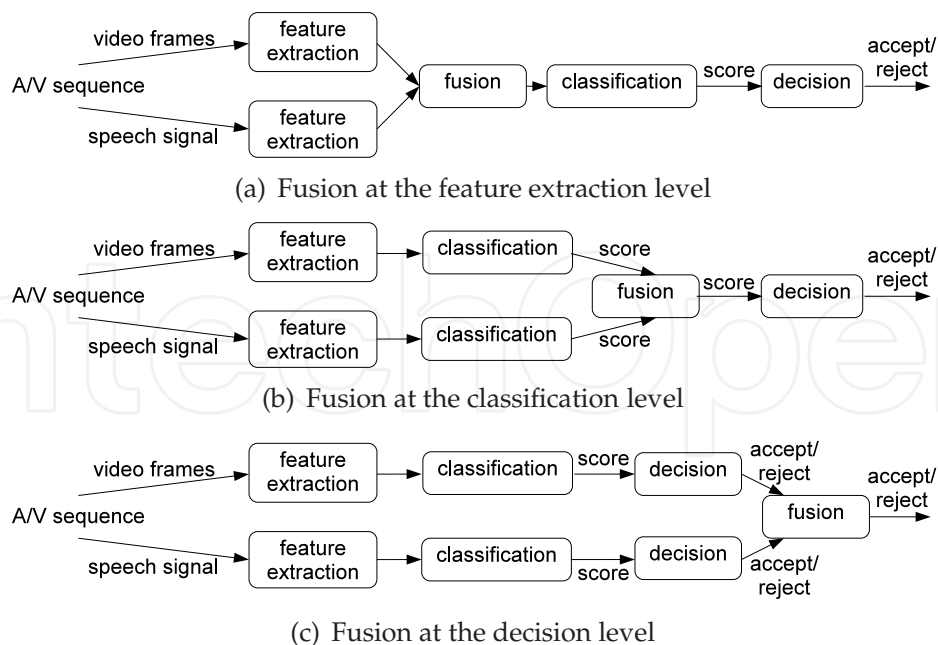 video frames
feature
extraction
A/V sequence
speech signal
feature
extraction
fusion
classification
score
decision
accept/
reject
(a) Fusion at the feature extraction level
video frames
feature
extraction
classification
score
A/V sequence
speech signal
feature
extraction
classification
score
fusion
score
decision
accept/
reject
(b) Fusion at the classification level
video frames
feature
extraction
classification
score
decision
accept/
reject
A/V sequence
speech signal
feature
extraction
classification
score
decision
accept/
reject
fusion
accept/
reject
(c) Fusion at the decision level